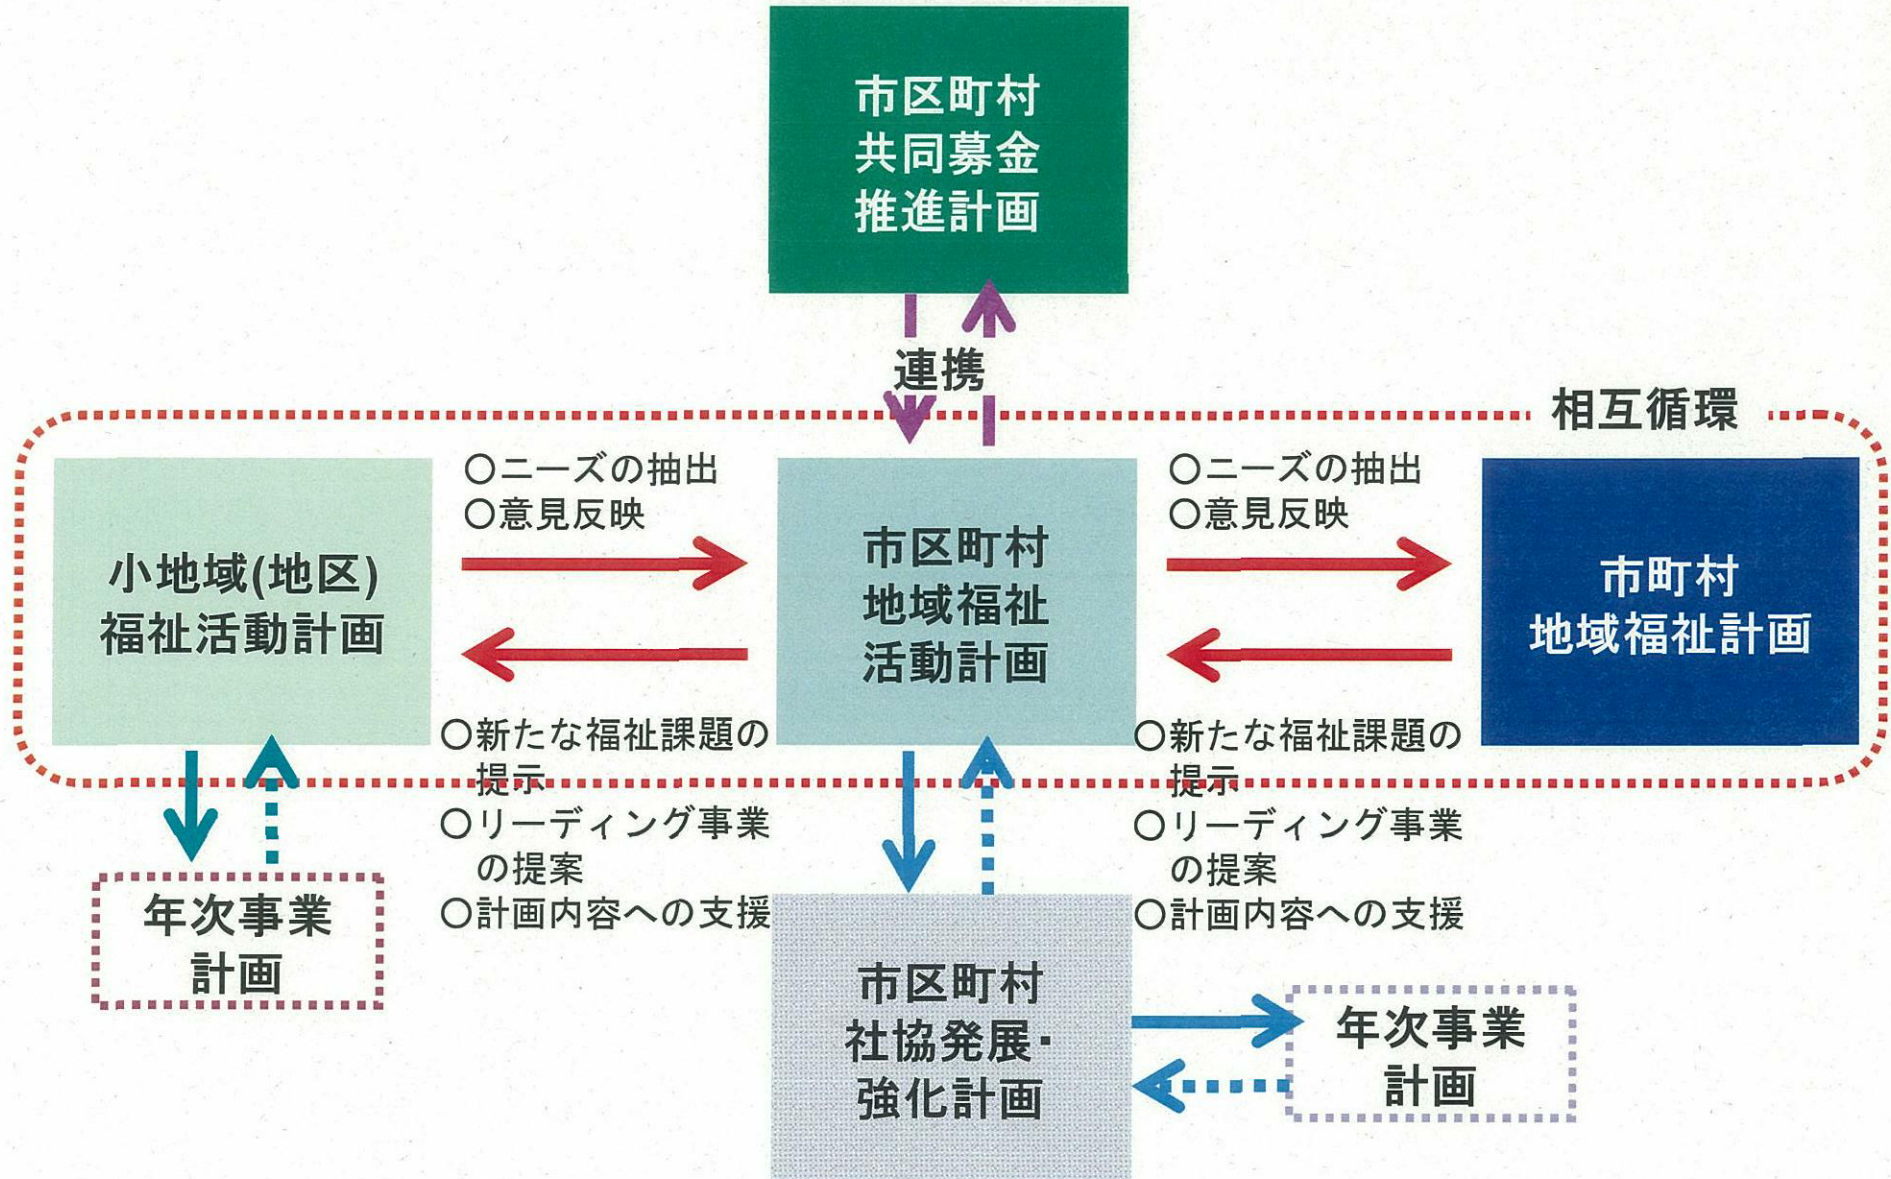 市区町村
共同募金
推進計画
連携
相互循環
小地域(地区)
福祉活動計画
○ニーズの抽出
○意見反映
○新たな福祉課題の
提示
○リーディング事業
の提案
○計画内容への支援
市区町村
地域福祉
活動計画
○ニーズの抽出
○意見反映
○新たな福祉課題の
提示
○リーディング事業
の提案
○計画内容への支援
市町村
地域福祉計画
年次事業
計画
市区町村
社協発展・
強化計画
年次事業
計画